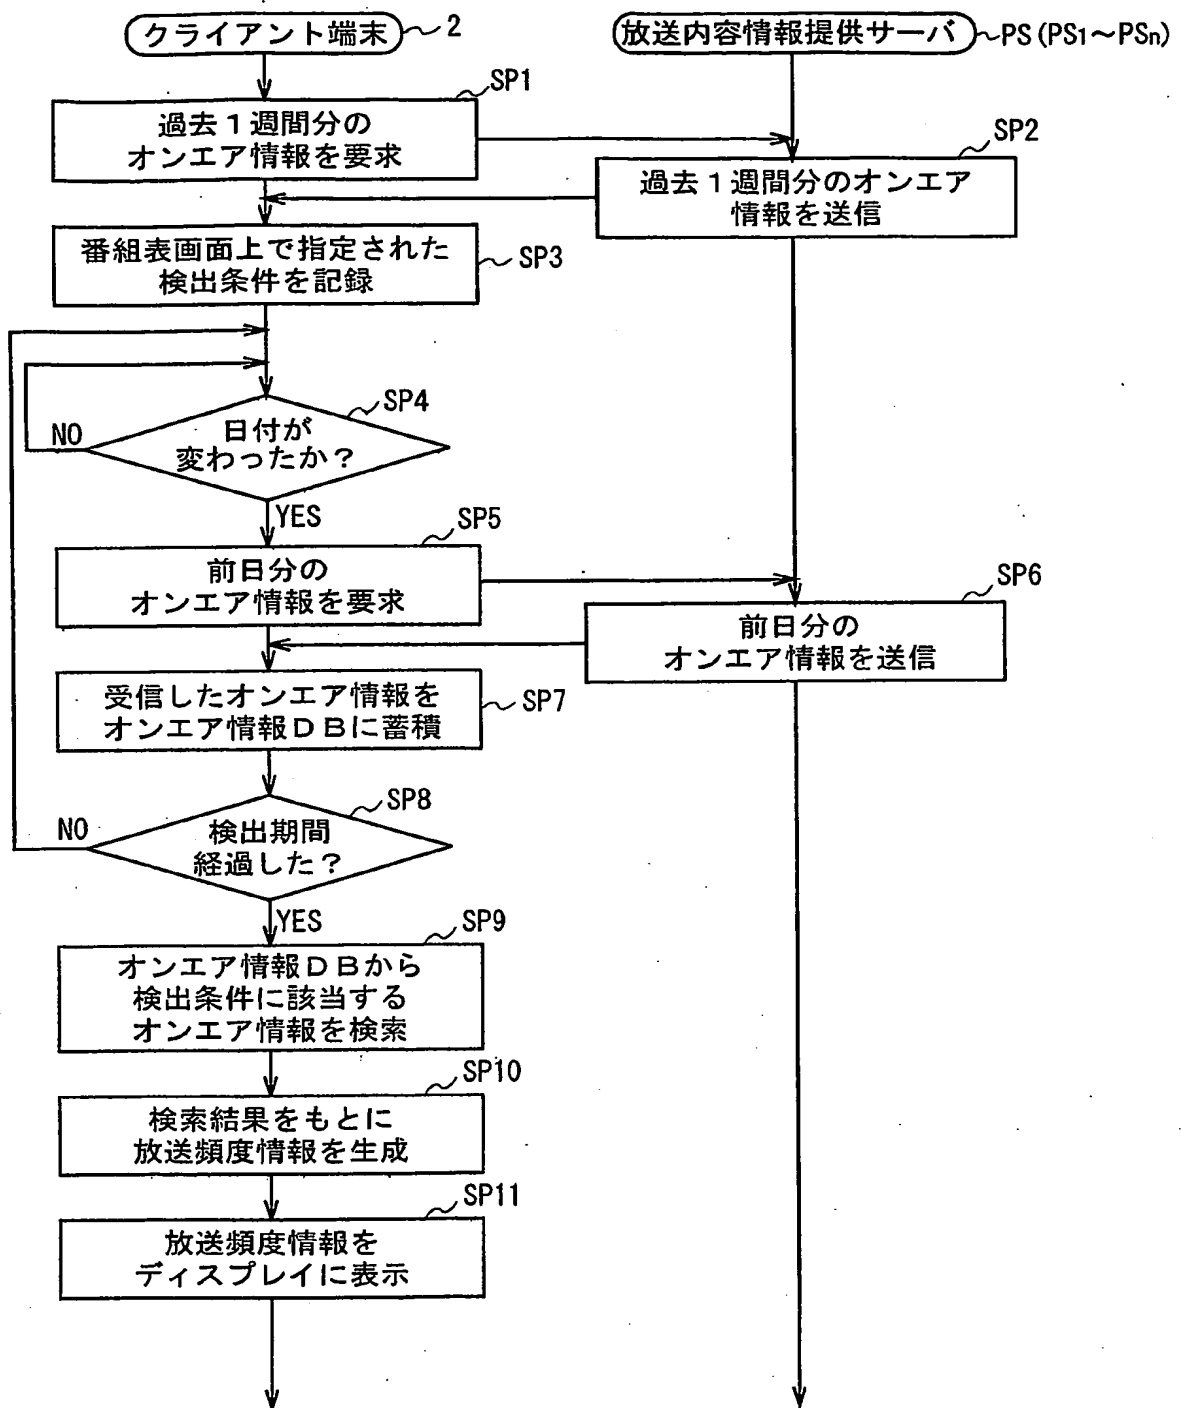 クライアント端末 2
放送内容情報提供サーバ PS(PS1〜PSn)
SP1
過去1週間分の
オンエア情報を要求
SP2
過去1週間分のオンエア
情報を送信
番組表画面上で指定された
検出条件を記録
SP3
SP4
日付が
変わったか？
NO
YES
SP5
前日分の
オンエア情報を要求
SP6
前日分の
オンエア情報を送信
受信したオンエア情報を
オンエア情報DBに蓄積
SP7
SP8
検出期間
経過した？
NO
YES
SP9
オンエア情報DBから
検出条件に該当する
オンエア情報を検索
SP10
検索結果をもとに
放送頻度情報を生成
SP11
放送頻度情報を
ディスプレイに表示